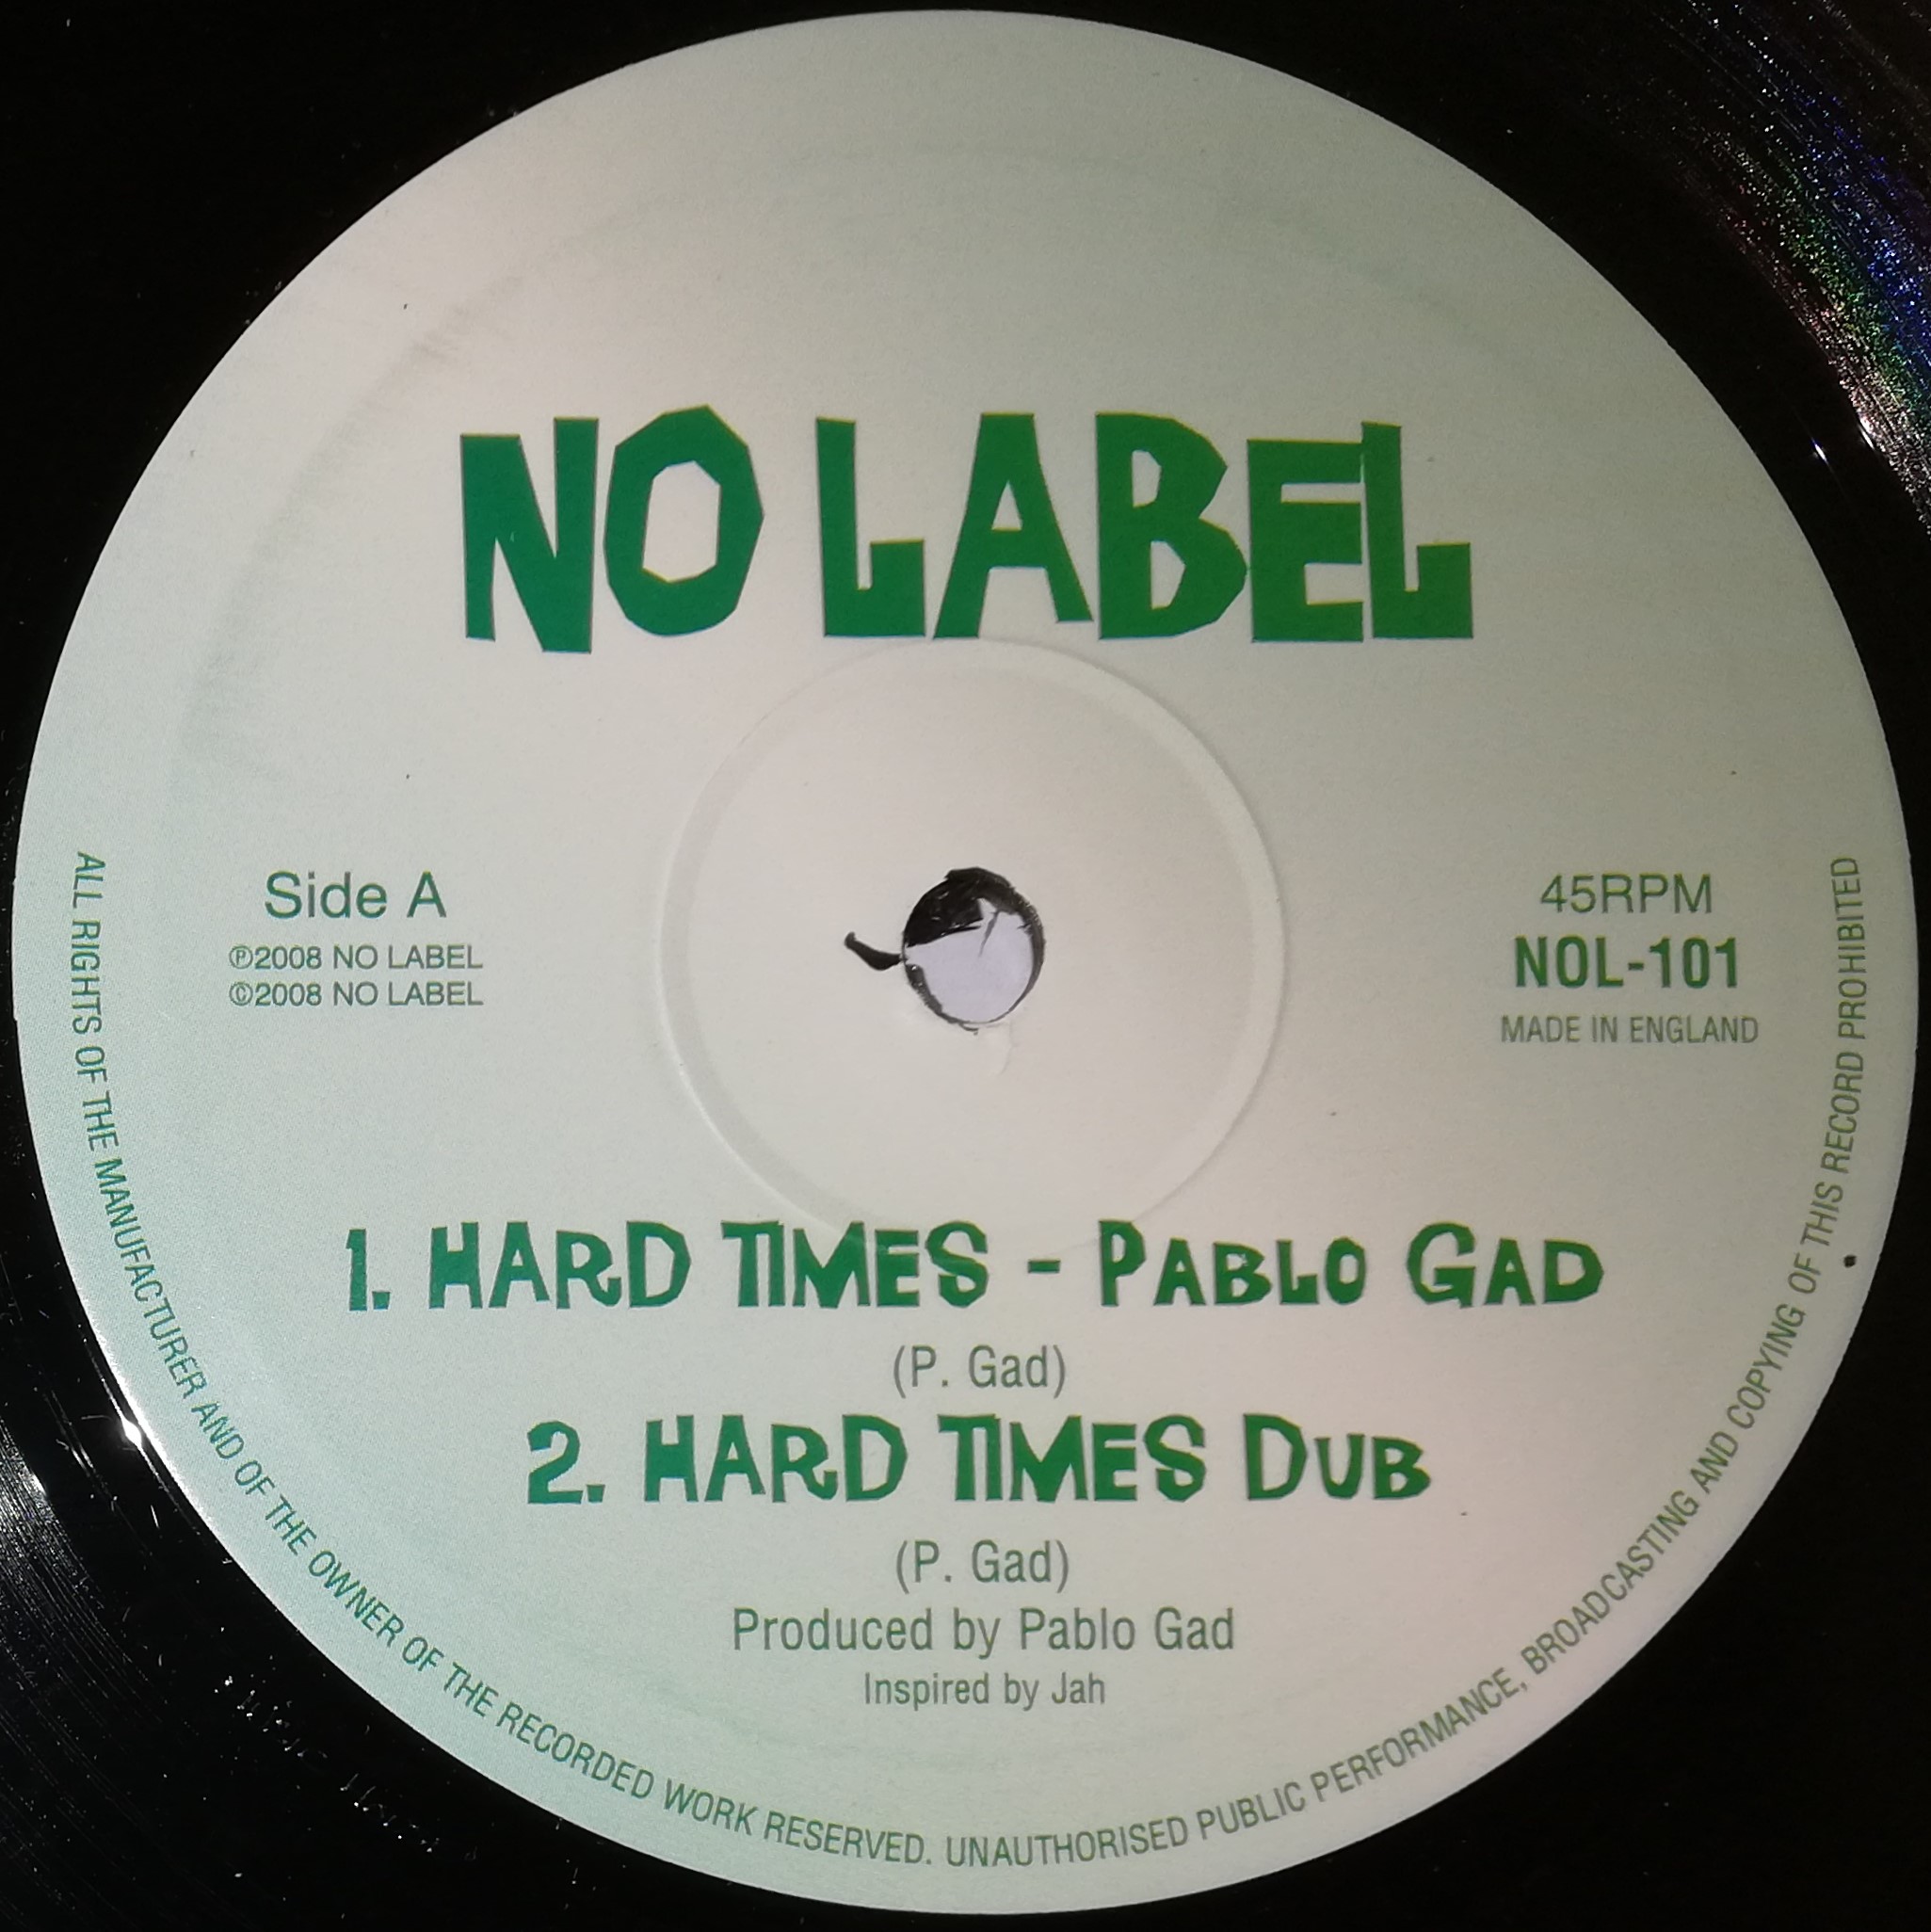 NO LABEL
Side A
℗2008 NO LABEL
©2008 NO LABEL
45RPM
NOL-101
MADE IN ENGLAND
1. HARD TIMES - PABLO GAD
(P. Gad)
2. HARD TIMES DUB
(P. Gad)
Produced by Pablo Gad
Inspired by Jah
ALL RIGHTS OF THE MANUFACTURER AND OF THE OWNER OF THE RECORDED WORK RESERVED. UNAUTHORISED PUBLIC PERFORMANCE, BROADCASTING AND COPYING OF THIS RECORD PROHIBITED